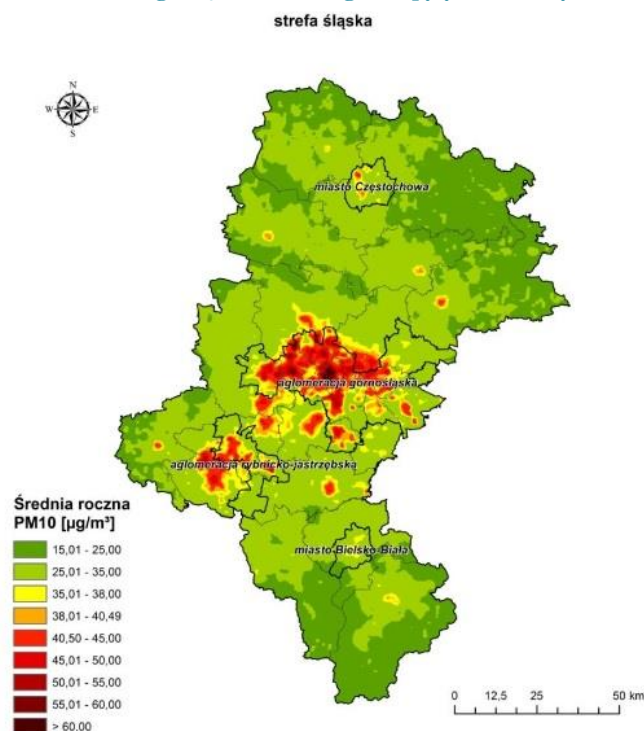 strefa śląska
N
W E
S
miasto Częstochowa
aglomeracja górnośląska
aglomeracja rybnicko-jastrzębska
miasto Bielsko-Biała
Średnia roczna
PM10 [µg/m³]
15,01 - 25,00
25,01 - 35,00
35,01 - 38,00
38,01 - 40,49
40,50 - 45,00
45,01 - 50,00
50,01 - 55,00
55,01 - 60,00
> 60,00
0 12,5 25 50 km